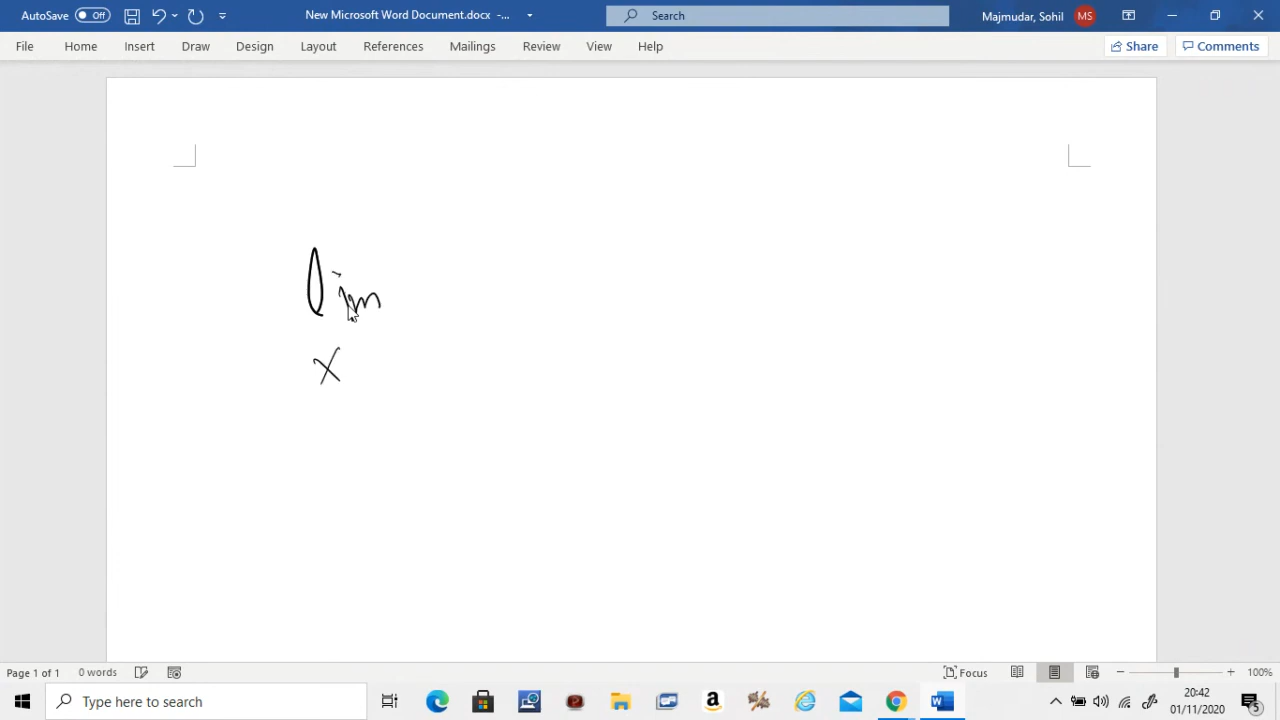 AutoSave Off New Microsoft Word Document.docx -... Search Majmudar, Sohil MS
File Home Insert Draw Design Layout References Mailings Review View Help Share Comments
lim
x
Page 1 of 1 0 words Focus 100%
Type here to search a W 20:42
01/11/2020 5